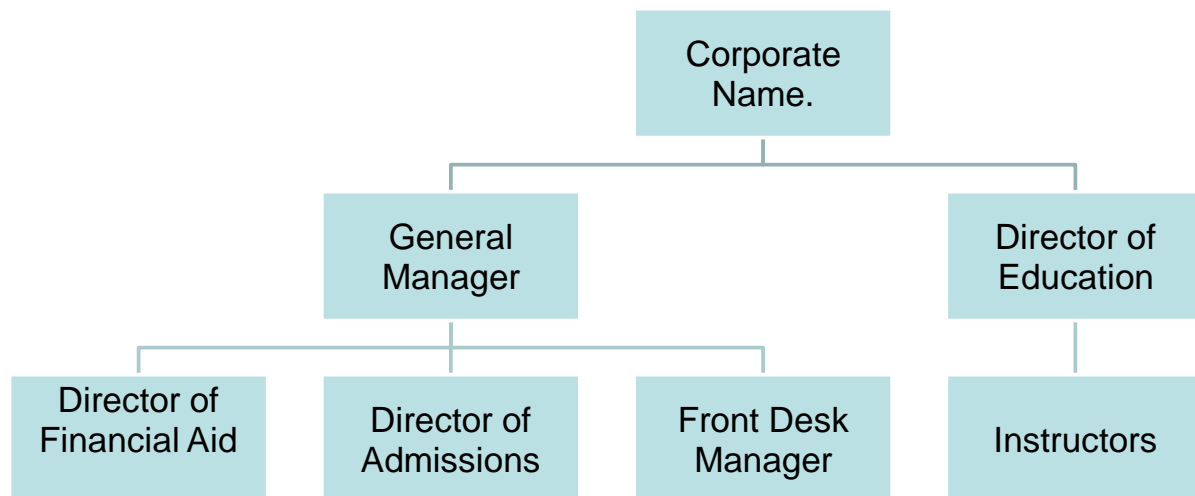 Corporate
Name.
General
Manager
Director of
Education
Director of
Financial Aid
Director of
Admissions
Front Desk
Manager
Instructors